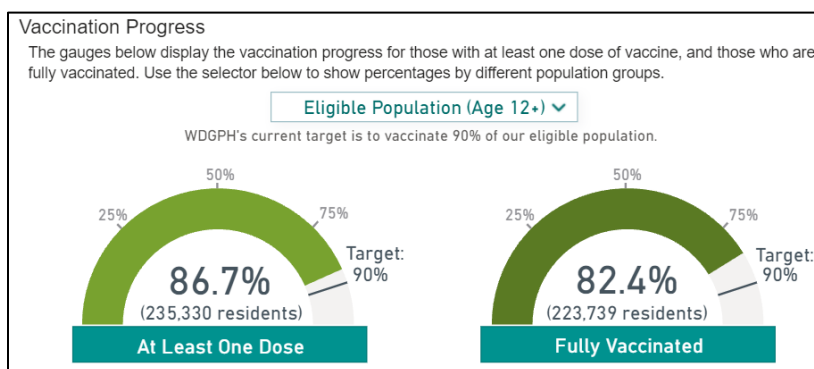 Vaccination Progress
The gauges below display the vaccination progress for those with at least one dose of vaccine, and those who are
fully vaccinated. Use the selector below to show percentages by different population groups.
Eligible Population (Age 12+)
WDGPH's current target is to vaccinate 90% of our eligible population.
25%
50%
75%
Target:
90%
86.7%
(235,330 residents)
At Least One Dose
25%
50%
75%
Target:
90%
82.4%
(223,739 residents)
Fully Vaccinated